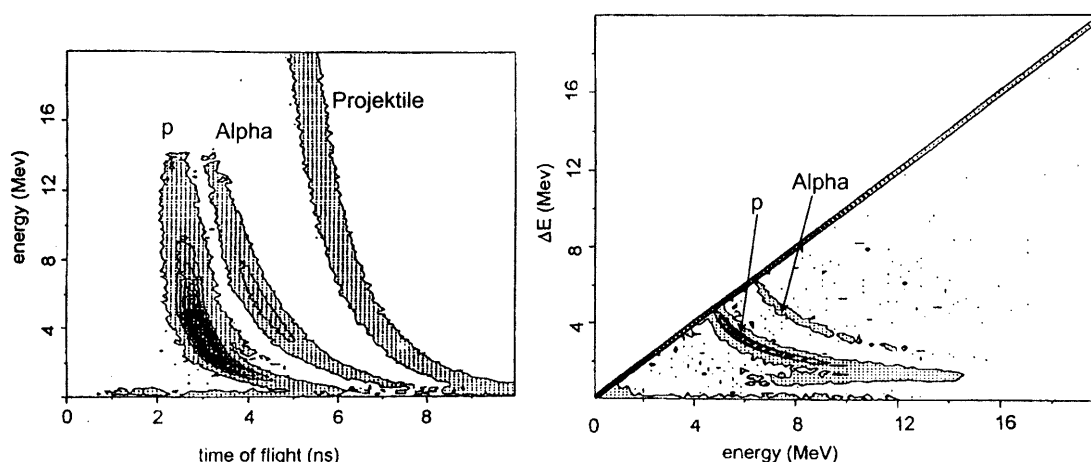 energy (Mev)
16
12
8
4
0
2
4
6
8
time of flight (ns)
p
Alpha
Projektile
ΔE (MeV)
16
12
8
4
0
4
8
12
16
energy (MeV)
p
Alpha